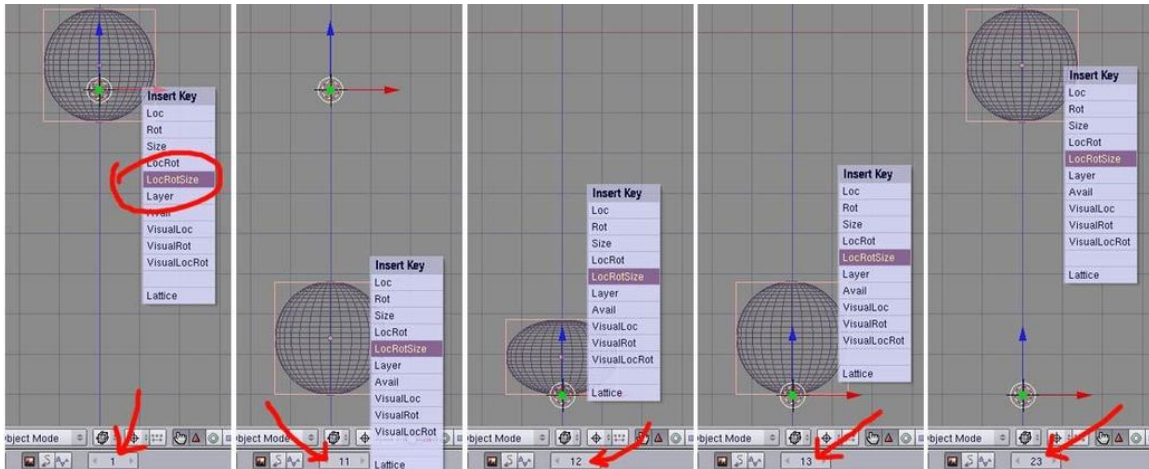 Insert Key
Loc
Rot
Size
LocRot
LocRotSize
Layer
Avail
VisualLoc
VisualRot
VisualLocRot
Lattice
bject Mode
1
Insert Key
Loc
Rot
Size
LocRot
LocRotSize
Layer
Avail
VisualLoc
VisualRot
VisualLocRot
Lattice
bject Mode
11
Insert Key
Loc
Rot
Size
LocRot
LocRotSize
Layer
Avail
VisualLoc
VisualRot
VisualLocRot
Lattice
bject Mode
12
Insert Key
Loc
Rot
Size
LocRot
LocRotSize
Layer
Avail
VisualLoc
VisualRot
VisualLocRot
Lattice
bject Mode
13
Insert Key
Loc
Rot
Size
LocRot
LocRotSize
Layer
Avail
VisualLoc
VisualRot
VisualLocRot
Lattice
bject Mode
23